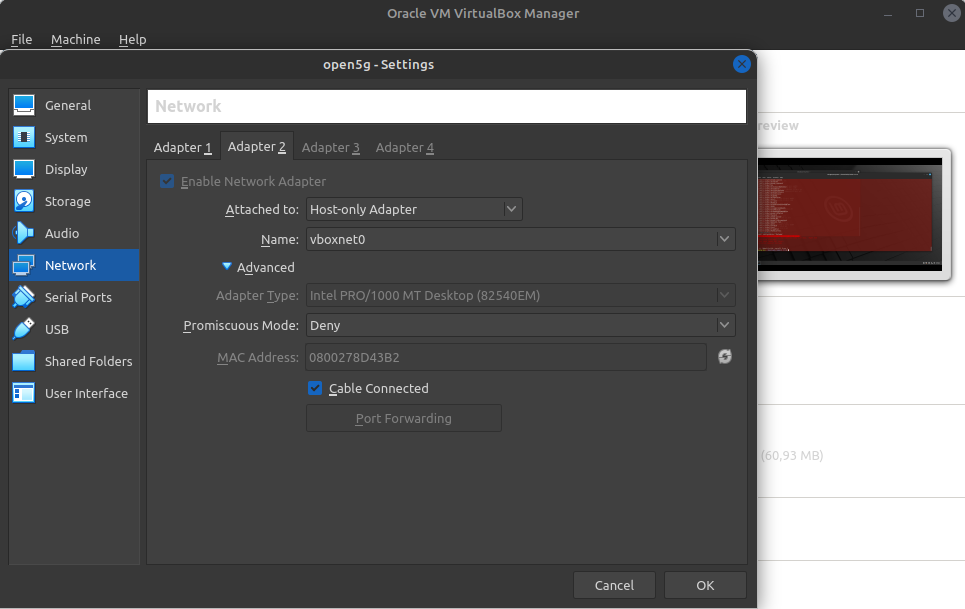 Oracle VM VirtualBox Manager
File Machine Help
open5g - Settings
General
System
Display
Storage
Audio
Network
Serial Ports
USB
Shared Folders
User Interface
Network
Adapter 1 Adapter 2 Adapter 3 Adapter 4
Enable Network Adapter
Attached to: Host-only Adapter
Name: vboxnet0
Advanced
Adapter Type: Intel PRO/1000 MT Desktop (82540EM)
Promiscuous Mode: Deny
MAC Address: 0800278D43B2
Cable Connected
Port Forwarding
Cancel OK
review
(60,93 MB)